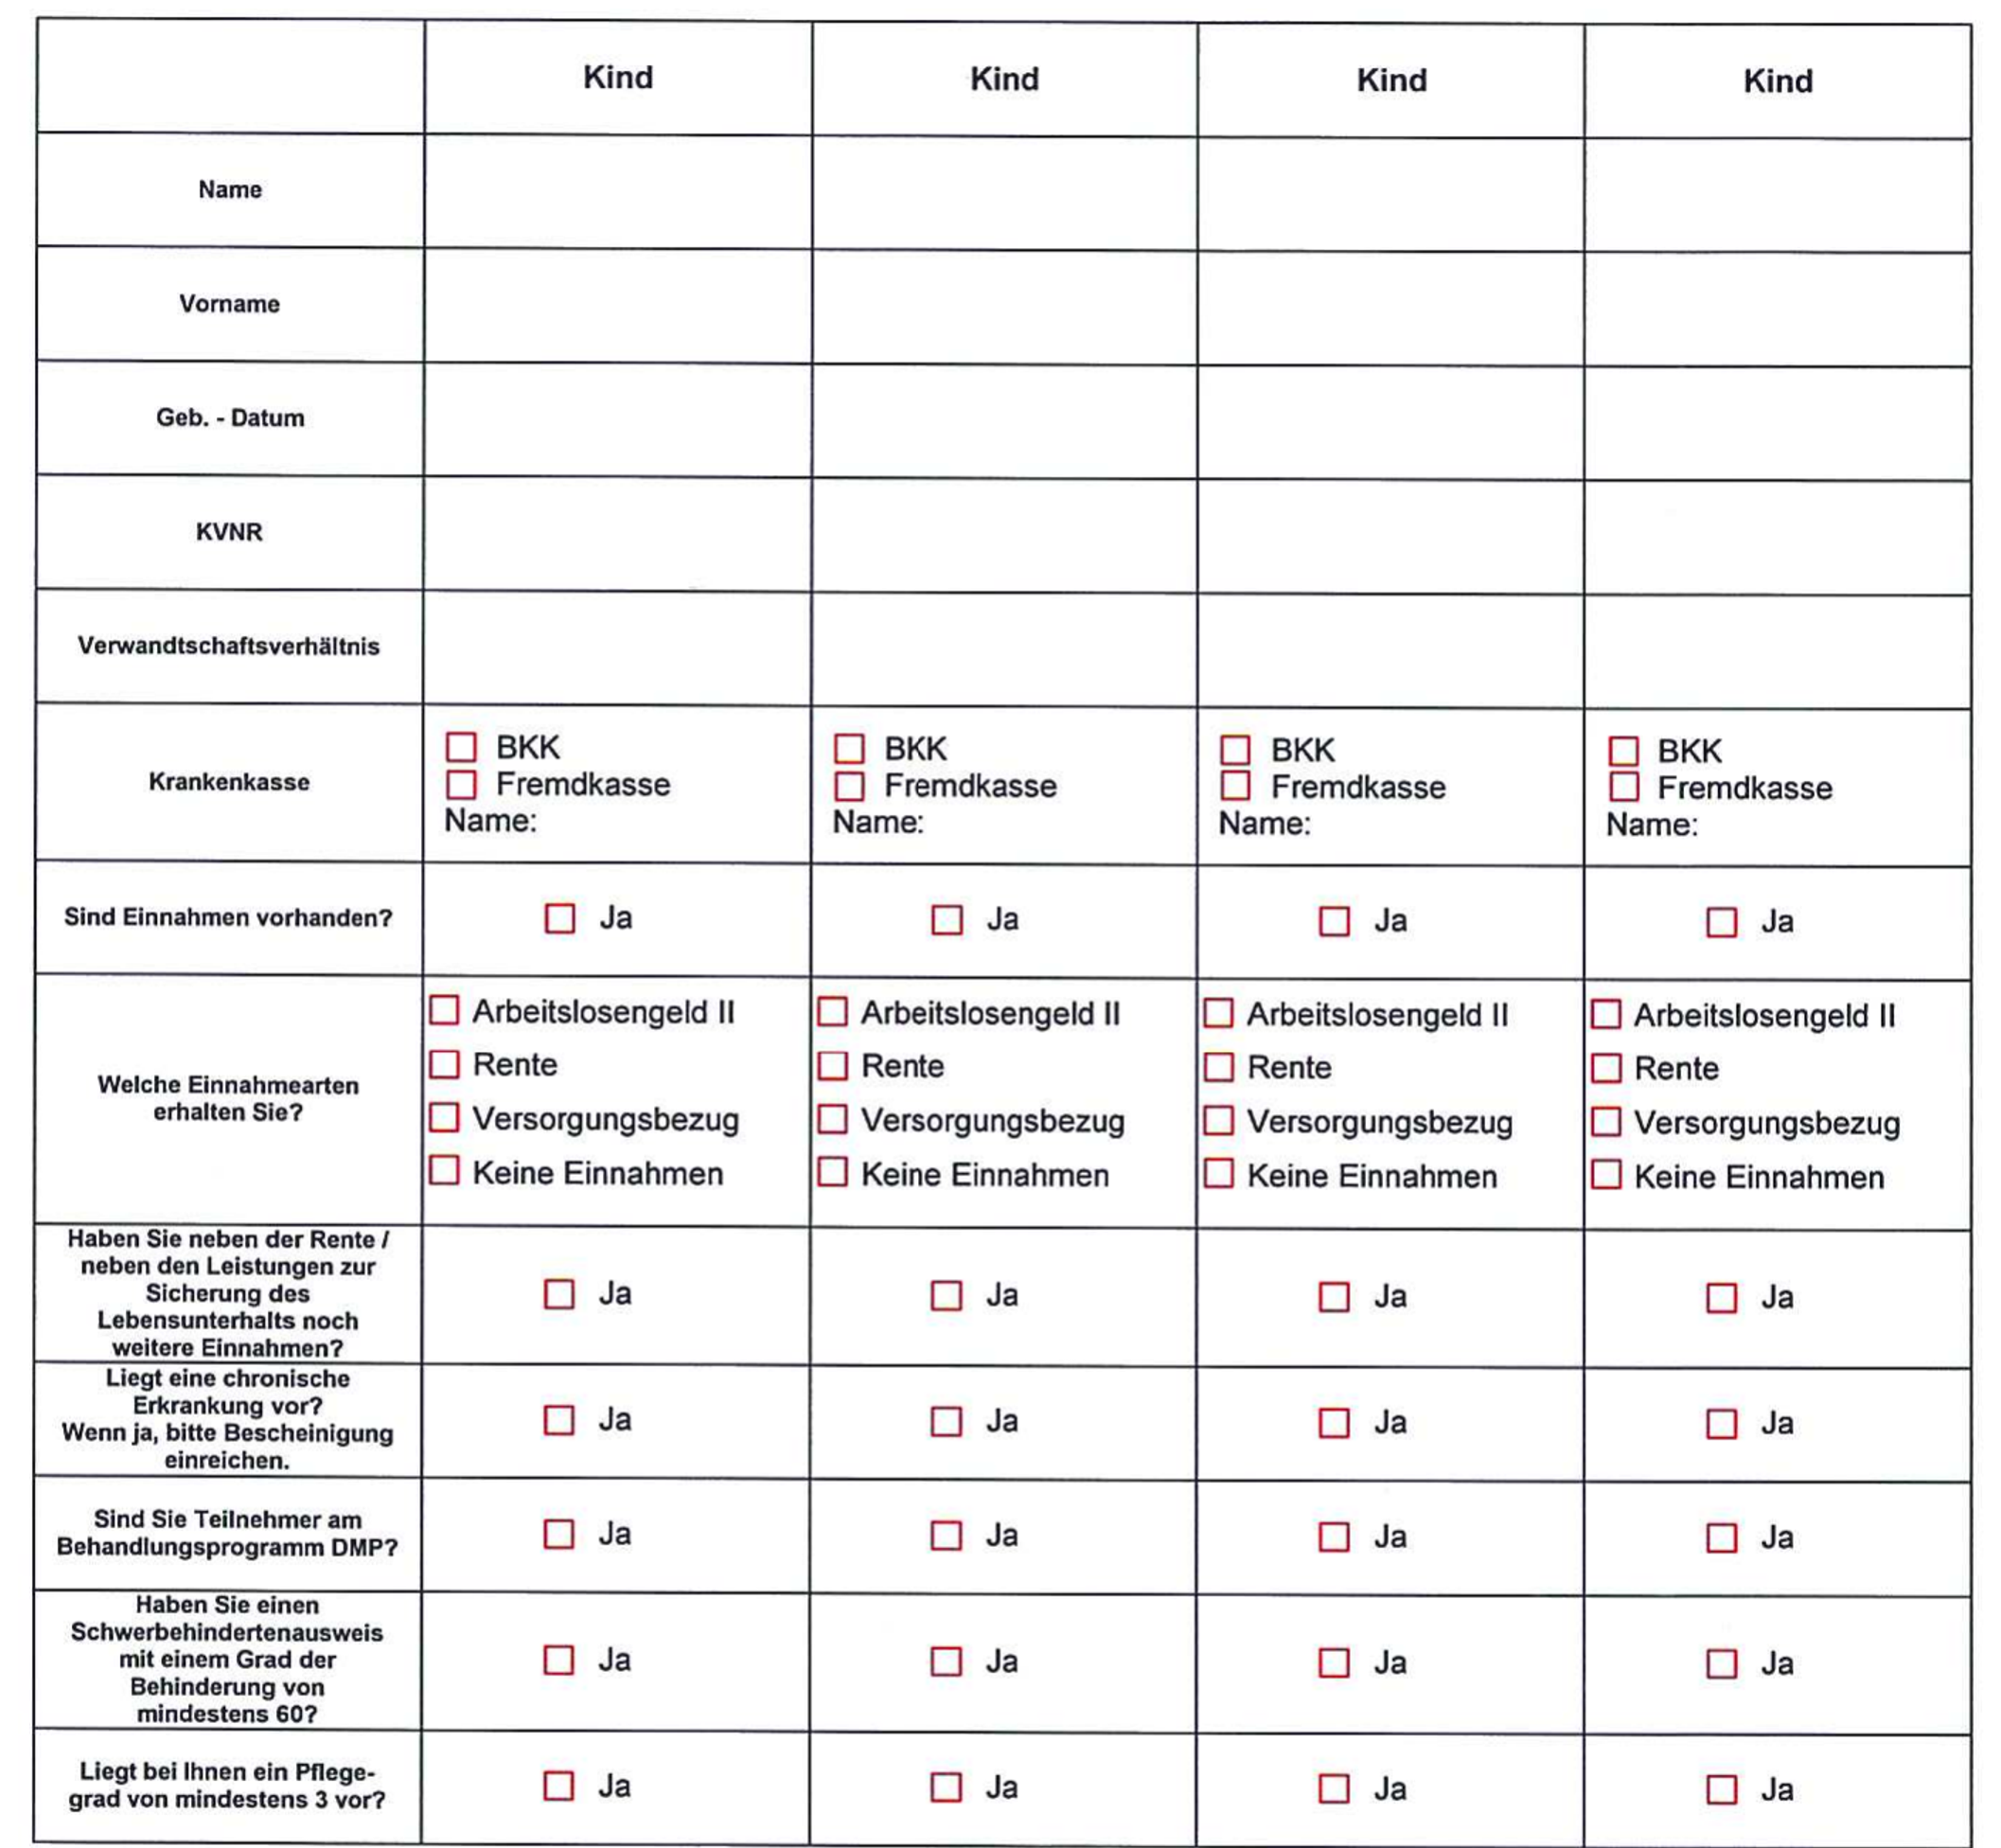 Kind Kind Kind Kind
Name
Vorname
Geb. - Datum
KVNR
Verwandtschaftsverhältnis
Krankenkasse
BKK
Fremdkasse
Name:
BKK
Fremdkasse
Name:
BKK
Fremdkasse
Name:
BKK
Fremdkasse
Name:
Sind Einnahmen vorhanden? Ja Ja Ja Ja
Welche Einnahmearten
erhalten Sie?
Arbeitslosengeld II
Rente
Versorgungsbezug
Keine Einnahmen
Arbeitslosengeld II
Rente
Versorgungsbezug
Keine Einnahmen
Arbeitslosengeld II
Rente
Versorgungsbezug
Keine Einnahmen
Arbeitslosengeld II
Rente
Versorgungsbezug
Keine Einnahmen
Haben Sie neben der Rente /
neben den Leistungen zur
Sicherung des
Lebensunterhalts noch
weitere Einnahmen?
Ja Ja Ja Ja
Liegt eine chronische
Erkrankung vor?
Wenn ja, bitte Bescheinigung
einreichen.
Ja Ja Ja Ja
Sind Sie Teilnehmer am
Behandlungsprogramm DMP?
Ja Ja Ja Ja
Haben Sie einen
Schwerbehindertenausweis
mit einem Grad der
Behinderung von
mindestens 60?
Ja Ja Ja Ja
Liegt bei Ihnen ein Pflege-
grad von mindestens 3 vor?
Ja Ja Ja Ja